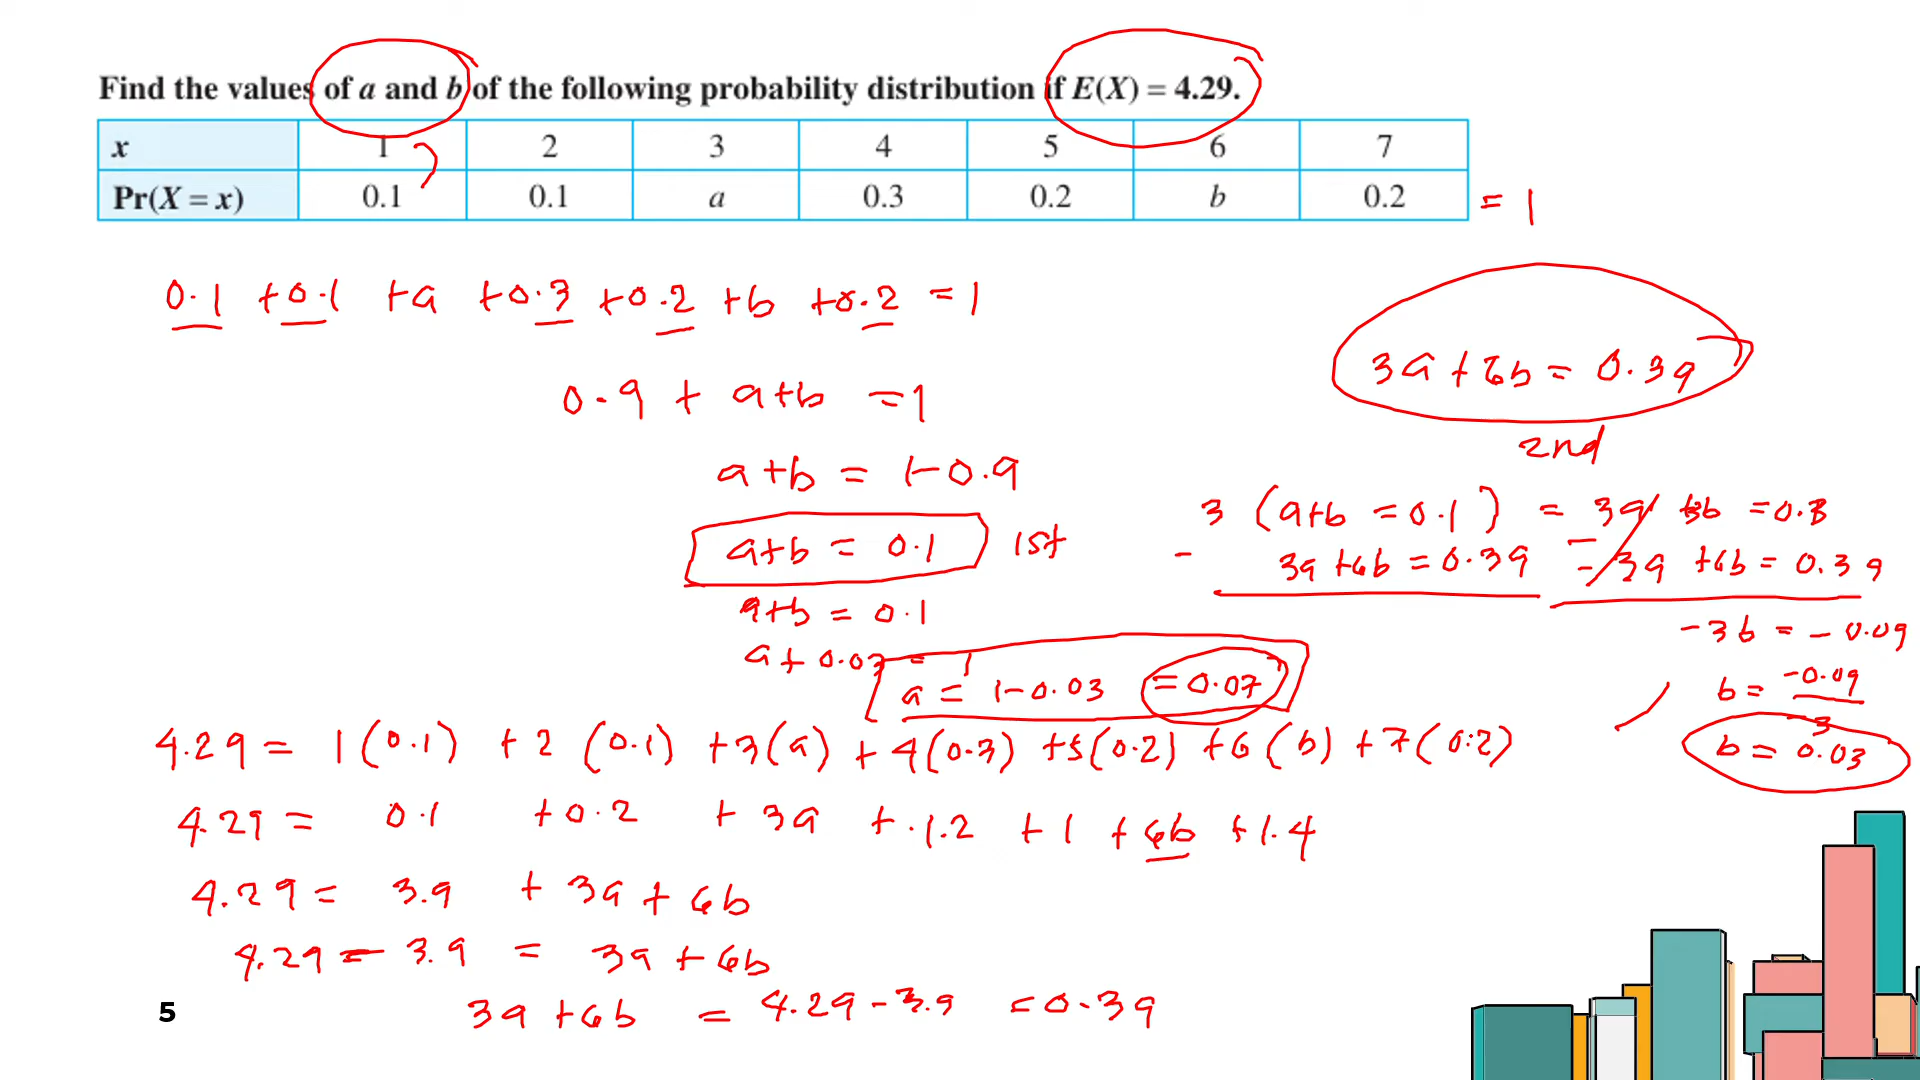 Find the values of a and b of the following probability distribution if E(X) = 4.29.
x 1 2 3 4 5 6 7
Pr(X = x) 0.1 0.1 a 0.3 0.2 b 0.2 = 1
0.1 + 0.1 + a + 0.3 + 0.2 + b + 0.2 = 1
3a + 6b = 0.39
2nd
0.9 + a+b = 1
a+b = 1-0.9
a+b = 0.1 1st
3 (a+b = 0.1) = 3a + 3b = 0.3
- 3a + 6b = 0.39 = - 3a + 6b = 0.39
-3b = -0.09
b = -0.09
-3
b = 0.03
a+b = 0.1
a + 0.03 = 1
a = 1-0.03 = 0.07
4.29 = 1(0.1) + 2(0.1) + 3(a) + 4(0.3) + 5(0.2) + 6(b) + 7(0.2)
4.29 = 0.1 + 0.2 + 3a + 1.2 + 1 + 6b + 1.4
4.29 = 3.9 + 3a + 6b
4.29 - 3.9 = 3a + 6b
3a + 6b = 4.29 - 3.9 = 0.39
5